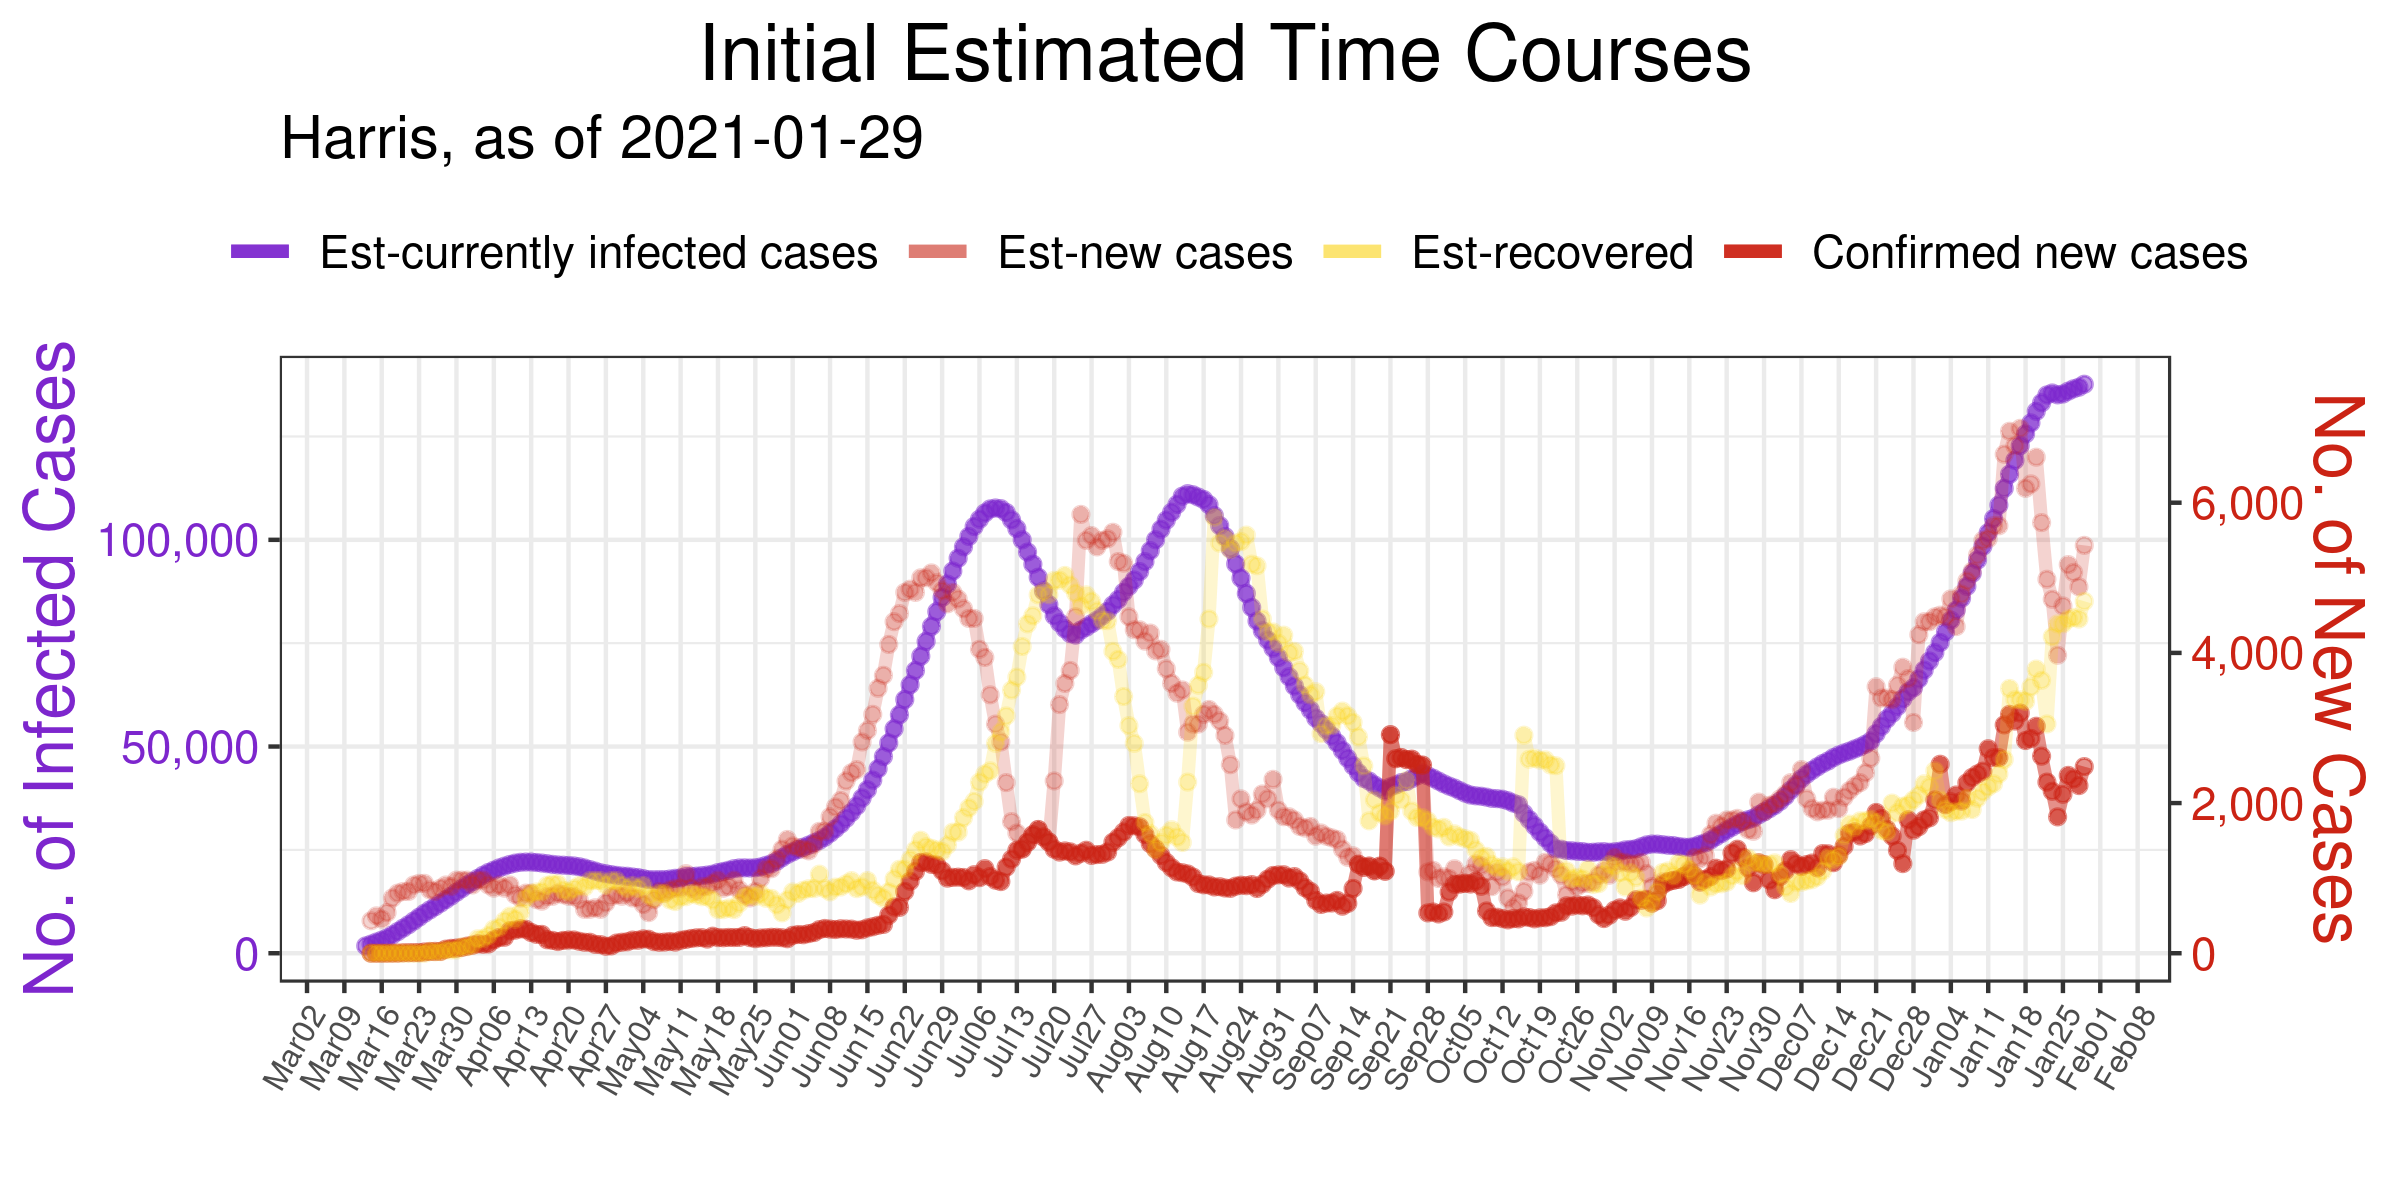 Initial Estimated Time Courses
Harris, as of 2021-01-29
Est-currently infected cases Est-new cases Est-recovered Confirmed new cases
No. of Infected Cases
100,000
50,000
0
6,000
4,000
2,000
0
No. of New Cases
Mar02 Mar09 Mar16 Mar23 Mar30 Apr06 Apr13 Apr20 Apr27 May04 May11 May18 May25 Jun01 Jun08 Jun15 Jun22 Jun29 Jul06 Jul13 Jul20 Jul27 Aug03 Aug10 Aug17 Aug24 Aug31 Sep07 Sep14 Sep21 Sep28 Oct05 Oct12 Oct19 Oct26 Nov02 Nov09 Nov16 Nov23 Nov30 Dec07 Dec14 Dec21 Dec28 Jan04 Jan11 Jan18 Jan25 Feb01 Feb08